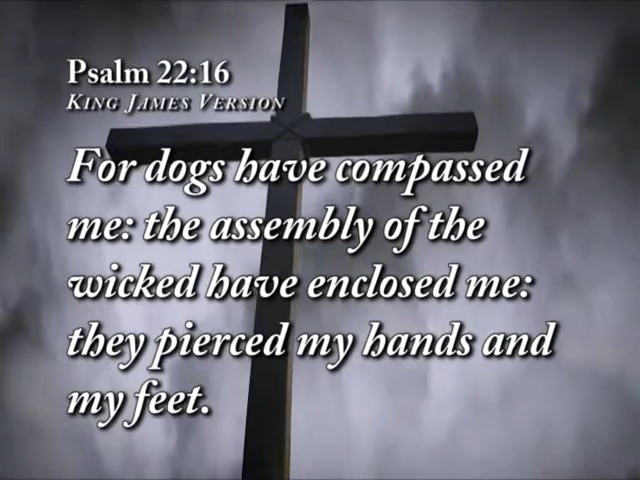 Psalm 22:16
King James Version
For dogs have compassed
me: the assembly of the
wicked have enclosed me:
they pierced my hands and
my feet.